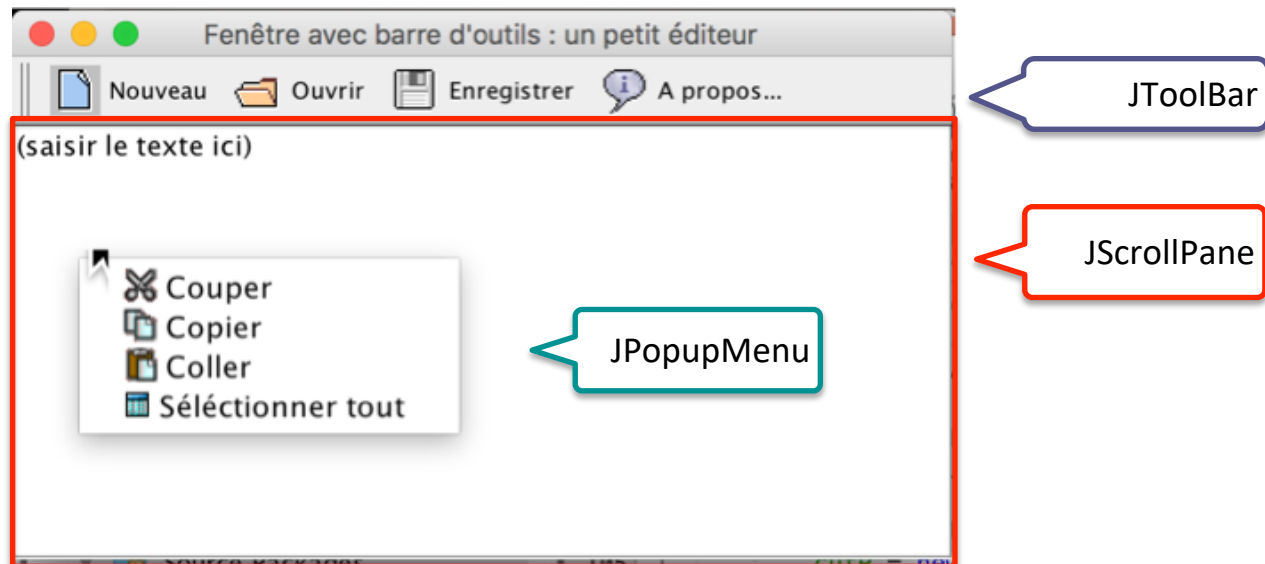 Fenêtre avec barre d'outils : un petit éditeur
Nouveau Ouvrir Enregistrer A propos...
JToolBar
(saisir le texte ici)
JScrollPane
Couper
Copier
Coller
Séléctionner tout
JPopupMenu